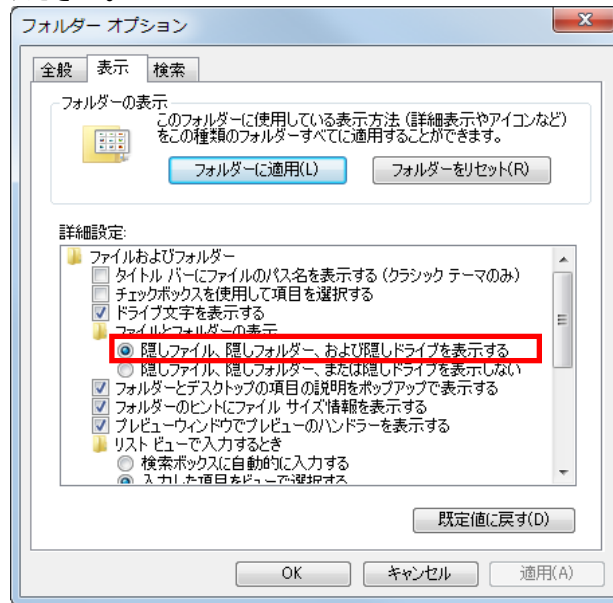 フォルダー オプション
全般 表示 検索
フォルダーの表示
このフォルダーに使用している表示方法 (詳細表示やアイコンなど)
をこの種類のフォルダーすべてに適用することができます。
フォルダーに適用(L) フォルダーをリセット(R)
詳細設定:
ファイルおよびフォルダー
タイトル バーにファイルのパス名を表示する (クラシック テーマのみ)
チェックボックスを使用して項目を選択する
ドライブ文字を表示する
ファイルとフォルダーの表示
隠しファイル、隠しフォルダー、および隠しドライブを表示する
隠しファイル、隠しフォルダー、または隠しドライブを表示しない
フォルダーとデスクトップの項目の説明をポップアップで表示する
フォルダーのヒントにファイル サイズ情報を表示する
プレビューウィンドウでプレビューのハンドラーを表示する
リスト ビューで入力するとき
検索ボックスに自動的に入力する
入力した項目をビューで選択する
既定値に戻す(D)
OK キャンセル 適用(A)